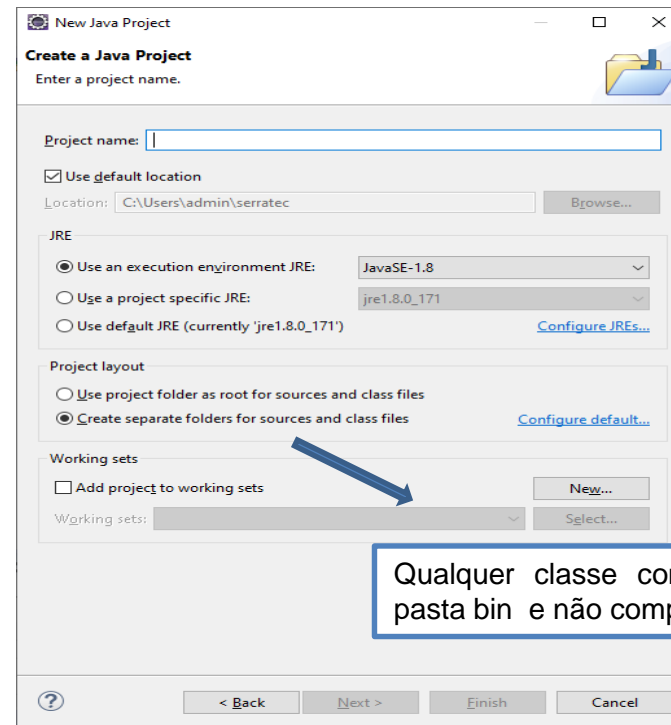 New Java Project
Create a Java Project
Enter a project name.
Project name:
Use default location
Location: C:\Users\admin\serratec Browse...
JRE
Use an execution environment JRE: JavaSE-1.8
Use a project specific JRE: jre1.8.0_171
Use default JRE (currently 'jre1.8.0_171') Configure JREs...
Project layout
Use project folder as root for sources and class files
Create separate folders for sources and class files Configure default...
Working sets
Add project to working sets New...
Working sets: Select...
Qualquer classe
pasta bin e não
? < Back Next > Finish Cancel